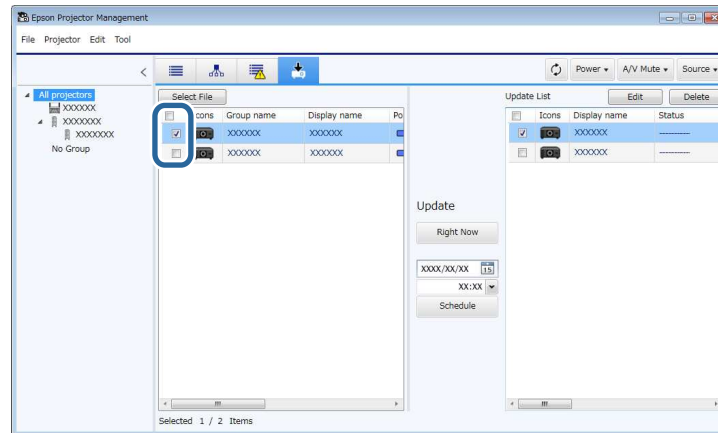 Epson Projector Management
File Projector Edit Tool
Power A/V Mute Source
All projectors
XXXXXX
XXXXXXX
XXXXXXX
No Group
Select File
cons Group name Display name Po
XXXXXX XXXXXX
XXXXXX XXXXXX
Update
Right Now
XXXX/XX/XX 15
XX:XX
Schedule
Update List Edit Delete
Icons Display name Status
XXXXXX ----------
XXXXXX ----------
Selected 1 / 2 Items